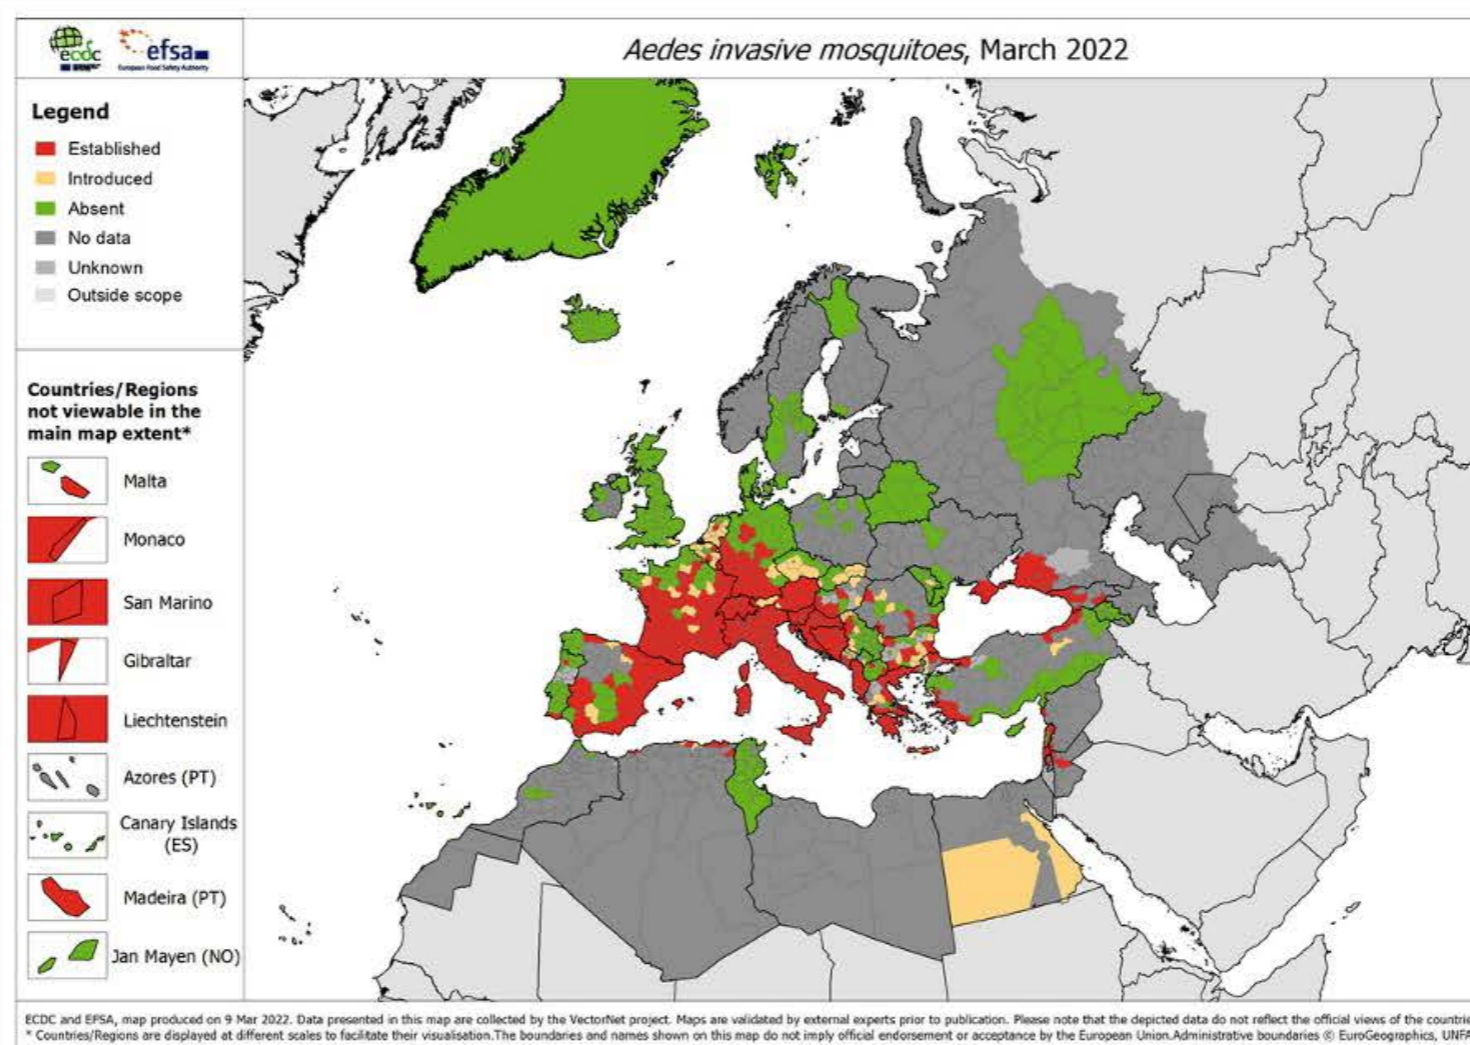 ecdc
efsa
European Food Safety Authority
Aedes invasive mosquitoes, March 2022
Legend
Established
Introduced
Absent
No data
Unknown
Outside scope
Countries/Regions
not viewable in the
main map extent*
Malta
Monaco
San Marino
Gibraltar
Liechtenstein
Azores (PT)
Canary Islands
(ES)
Madeira (PT)
Jan Mayen (NO)
ECDC and EFSA, map produced on 9 Mar 2022. Data presented in this map are collected by the VectorNet project. Maps are validated by external experts prior to publication. Please note that the depicted data do not reflect the official views of the countrie
* Countries/Regions are displayed at different scales to facilitate their visualisation.The boundaries and names shown on this map do not imply official endorsement or acceptance by the European Union.Administrative boundaries © EuroGeographics, UNFA